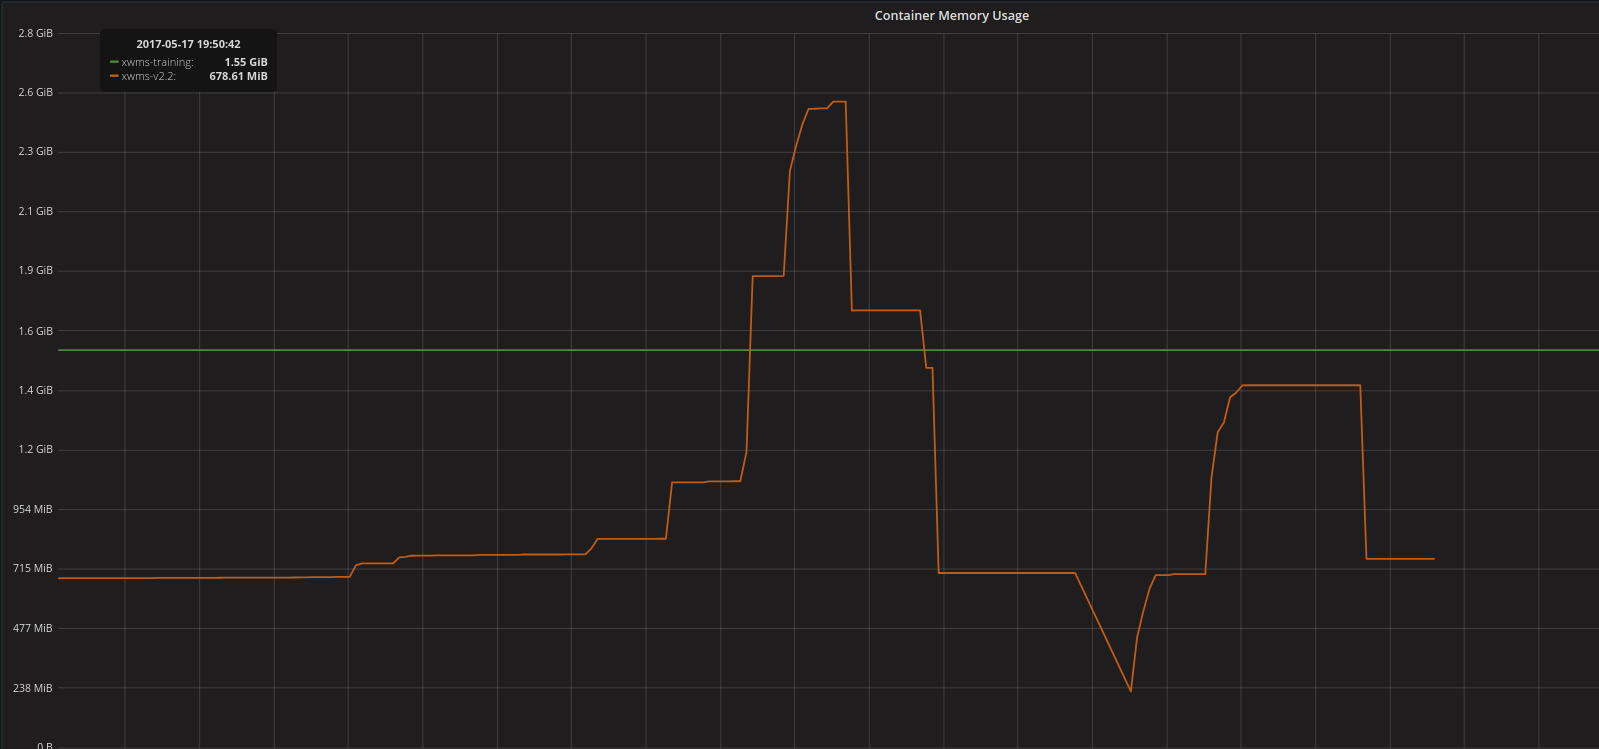 Container Memory Usage
2.8 GiB
2017-05-17 19:50:42
xwms-training: 1.55 GiB
xwms-v2.2: 678.61 MiB
2.6 GiB
2.3 GiB
2.1 GiB
1.9 GiB
1.6 GiB
1.4 GiB
1.2 GiB
954 MiB
715 MiB
477 MiB
238 MiB
0 B